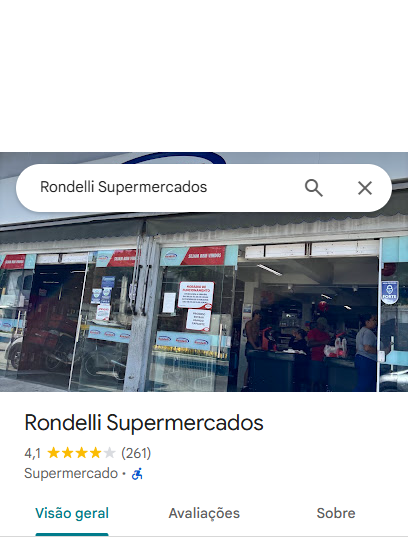 Rondelli Supermercados
SEJAM BEM VINDOS
SEJAM BEM VINDOS
HORÁRIO DE
FUNCIONAMENTO
FORTE
Rondelli Supermercados
4,1 (261)
Supermercado ·
Visão geral Avaliações Sobre